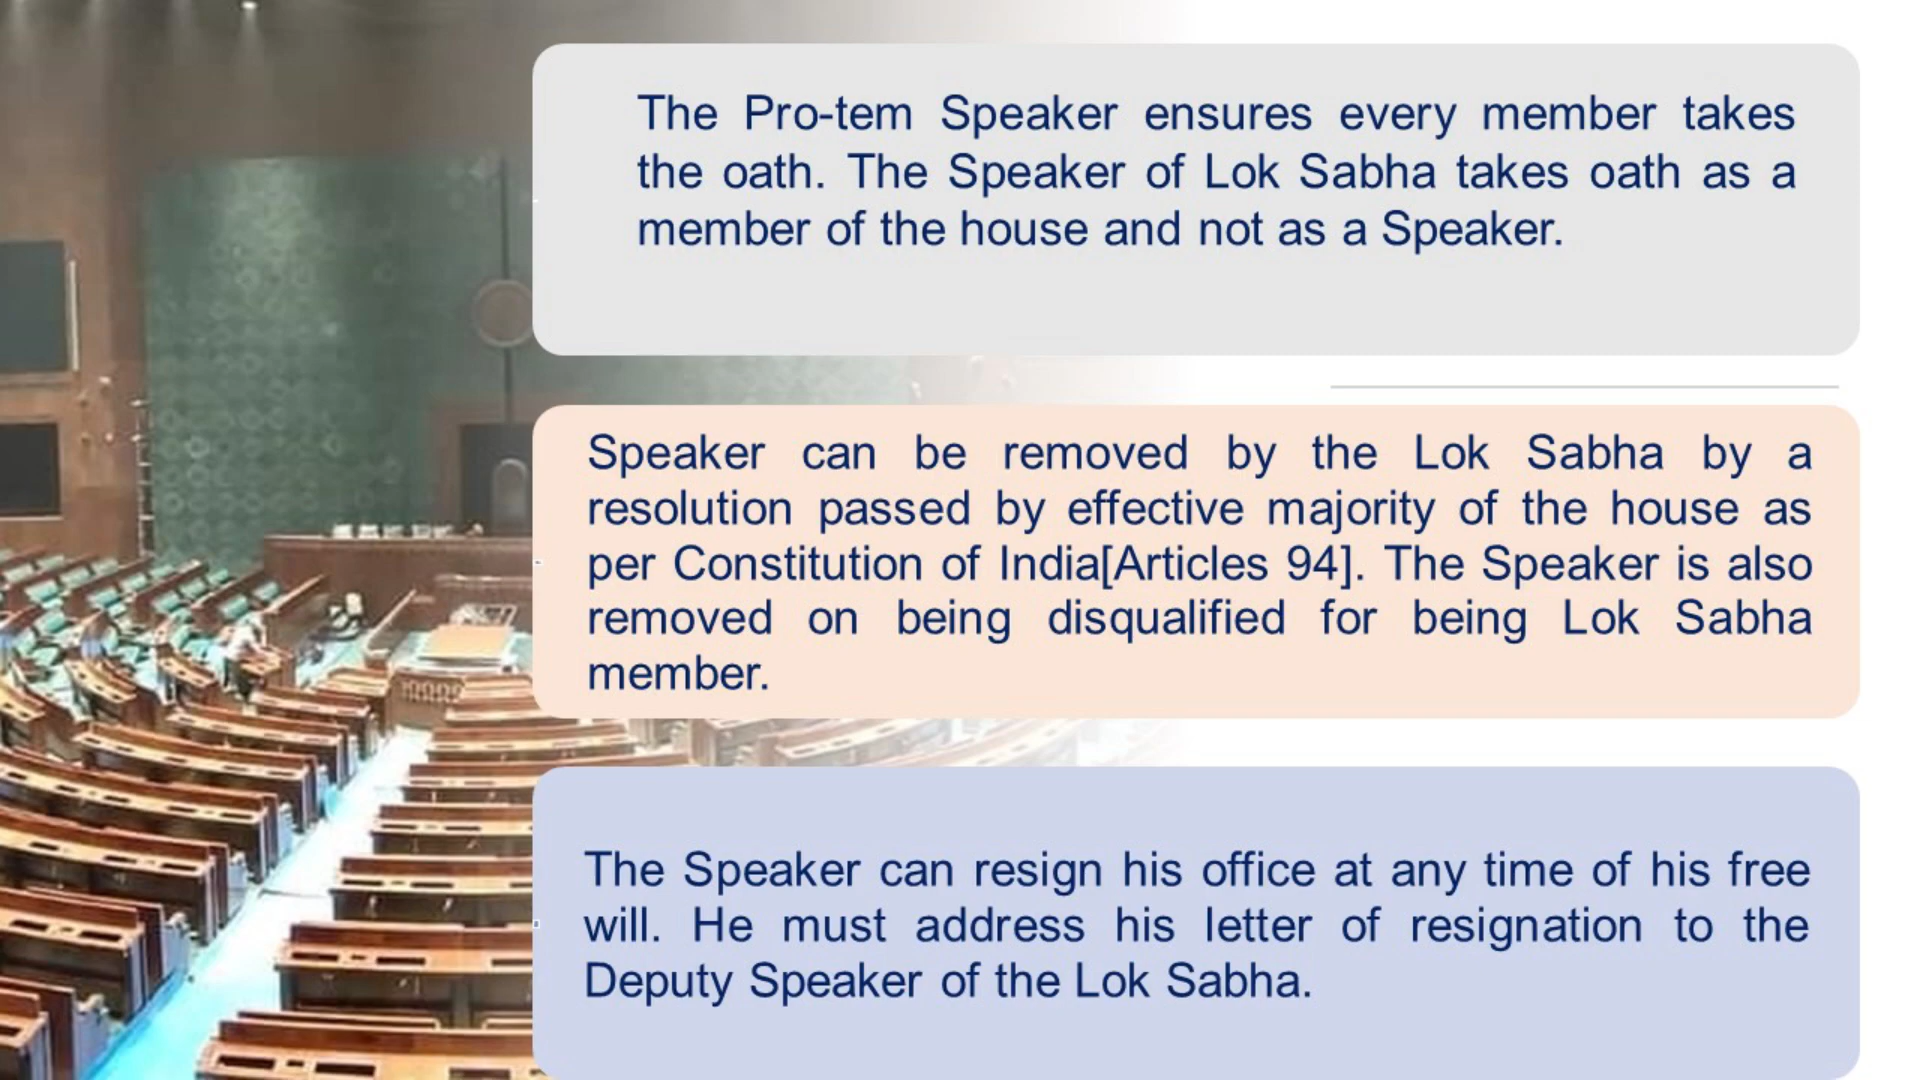 The Pro-tem Speaker ensures every member takes
the oath. The Speaker of Lok Sabha takes oath as a
member of the house and not as a Speaker.
Speaker can be removed by the Lok Sabha by a
resolution passed by effective majority of the house as
per Constitution of India[Articles 94]. The Speaker is also
removed on being disqualified for being Lok Sabha
member.
The Speaker can resign his office at any time of his free
will. He must address his letter of resignation to the
Deputy Speaker of the Lok Sabha.